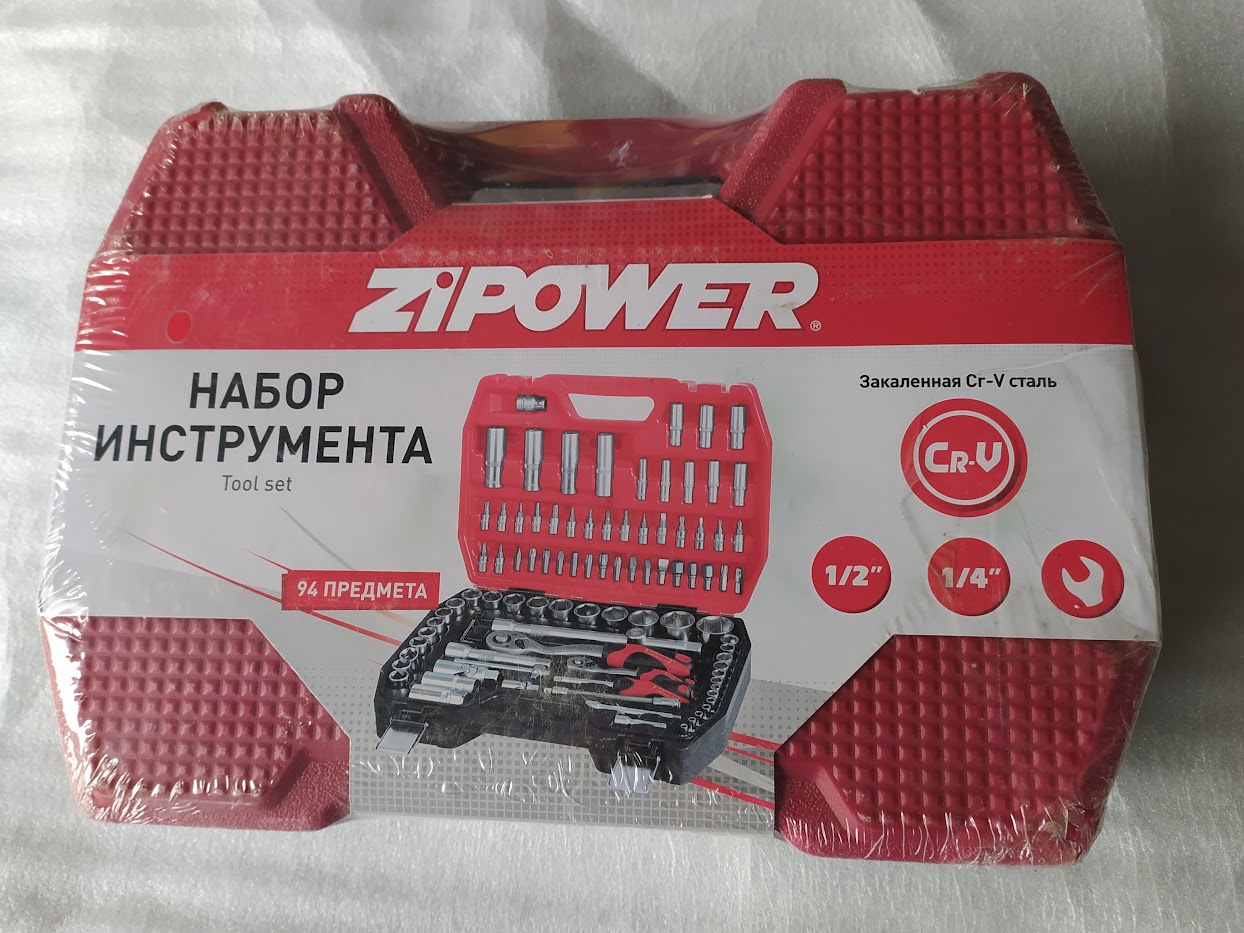 ZiPOWER®
НАБОР
ИНСТРУМЕНТА
Tool set
94 ПРЕДМЕТА
Закаленная Cr-V сталь
CR-V
1/2”
1/4”